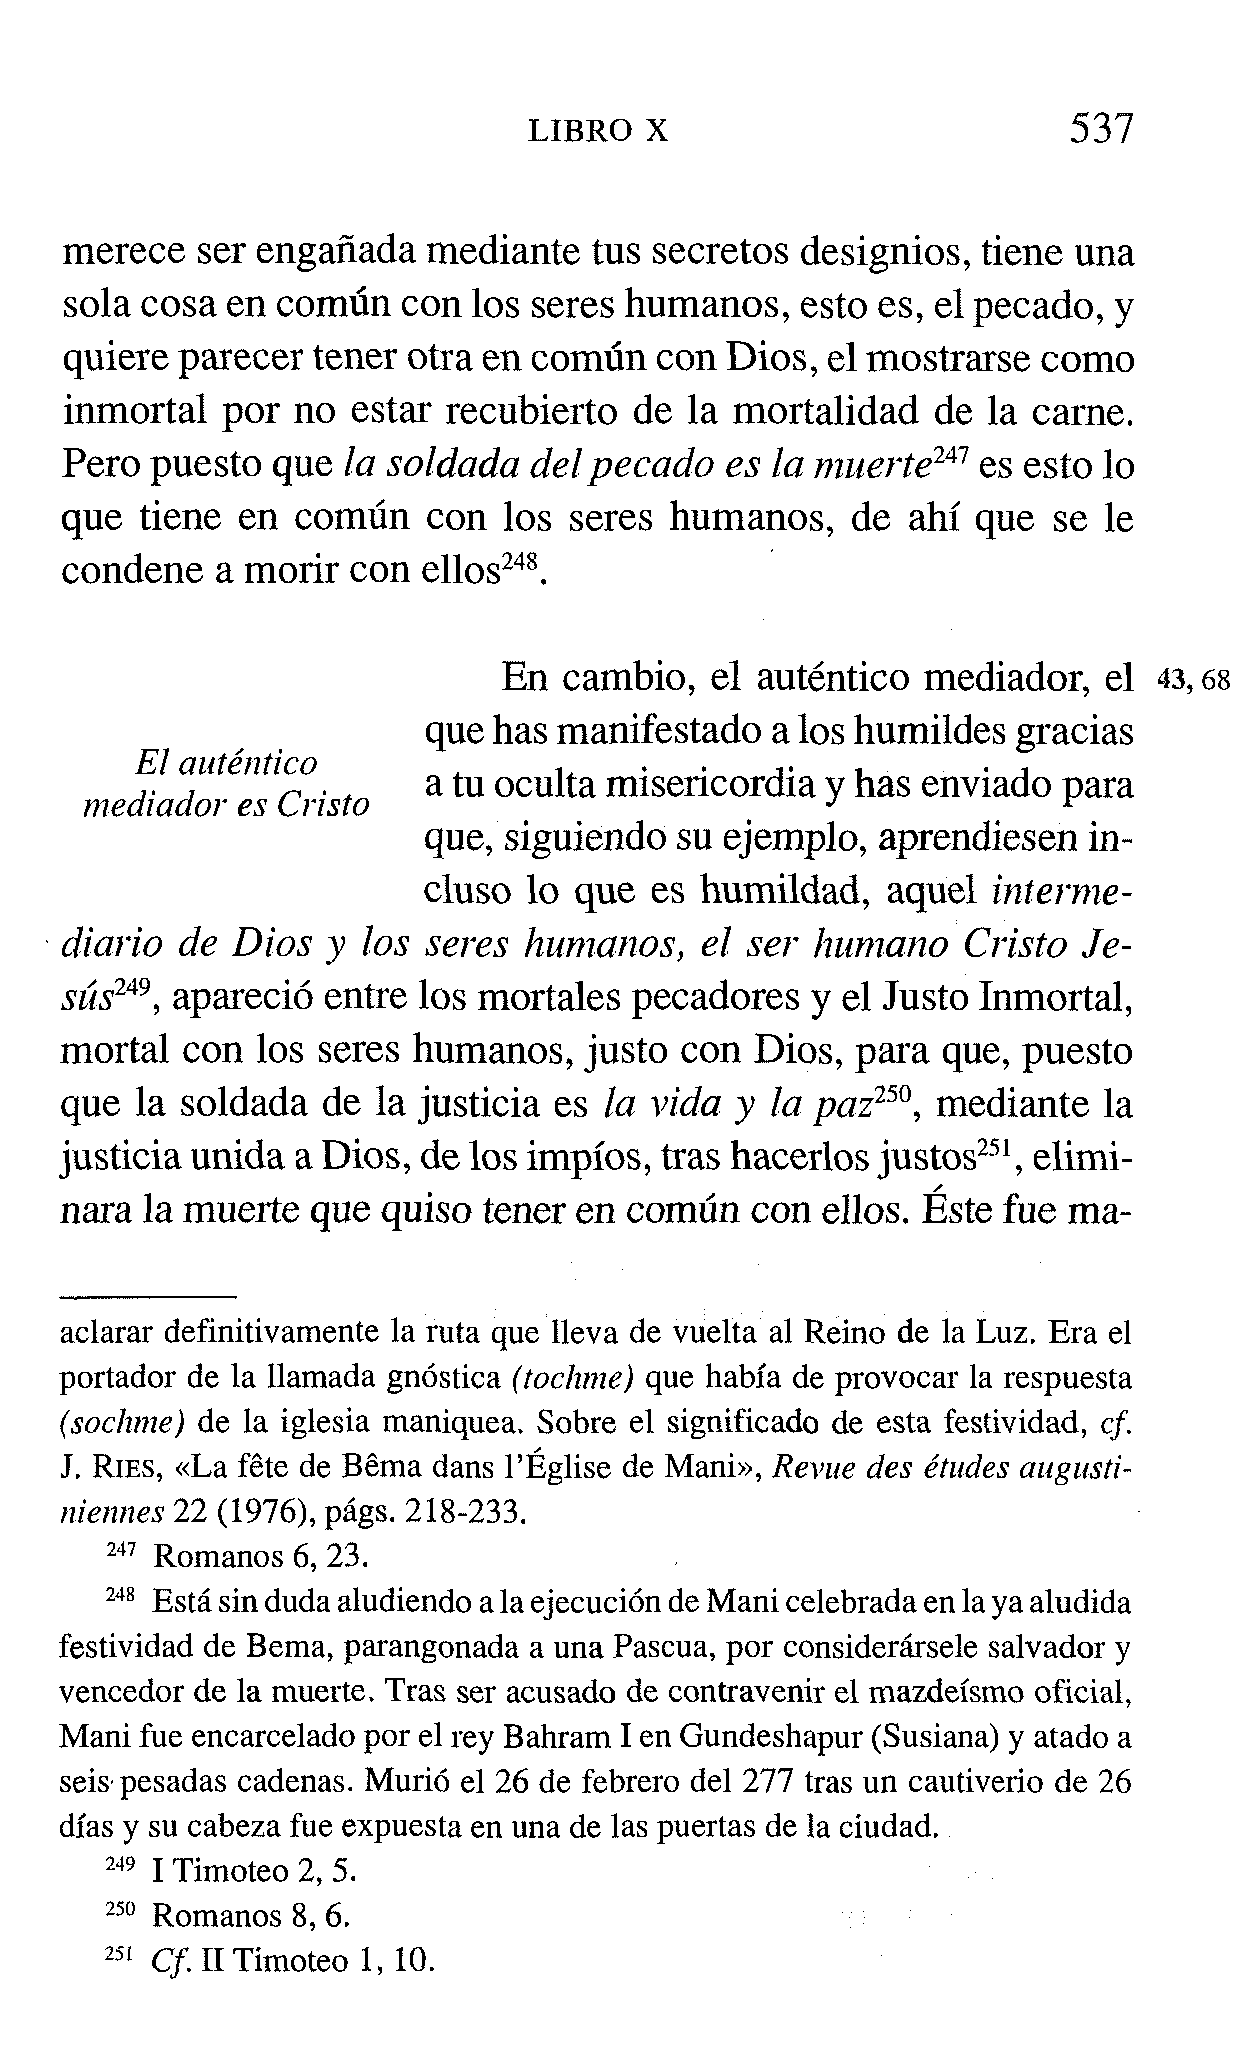 LIBRO X 537
merece ser engañada mediante tus secretos designios, tiene una
sola cosa en común con los seres humanos, esto es, el pecado, y
quiere parecer tener otra en común con Dios, el mostrarse como
inmortal por no estar recubierto de la mortalidad de la carne.
Pero puesto que la soldada del pecado es la muerte²⁴⁷ es esto lo
que tiene en común con los seres humanos, de ahí que se le
condene a morir con ellos²⁴⁸.
El auténtico
mediador es Cristo
En cambio, el auténtico mediador, el 43, 68
que has manifestado a los humildes gracias
a tu oculta misericordia y has enviado para
que, siguiendo su ejemplo, aprendiesen in-
cluso lo que es humildad, aquel interme-
diario de Dios y los seres humanos, el ser humano Cristo Je-
sús²⁴⁹, apareció entre los mortales pecadores y el Justo Inmortal,
mortal con los seres humanos, justo con Dios, para que, puesto
que la soldada de la justicia es la vida y la paz²⁵⁰, mediante la
justicia unida a Dios, de los impíos, tras hacerlos justos²⁵¹, elimi-
nara la muerte que quiso tener en común con ellos. Éste fue ma-
aclarar definitivamente la ruta que lleva de vuelta al Reino de la Luz. Era el
portador de la llamada gnóstica (tochme) que había de provocar la respuesta
(sochme) de la iglesia maniquea. Sobre el significado de esta festividad, cf.
J. RIES, «La fête de Bêma dans l'Église de Mani», Revue des études augusti-
niennes 22 (1976), págs. 218-233.
²⁴⁷ Romanos 6, 23.
²⁴⁸ Está sin duda aludiendo a la ejecución de Mani celebrada en la ya aludida
festividad de Bema, parangonada a una Pascua, por considerársele salvador y
vencedor de la muerte. Tras ser acusado de contravenir el mazdeísmo oficial,
Mani fue encarcelado por el rey Bahram I en Gundeshapur (Susiana) y atado a
seis pesadas cadenas. Murió el 26 de febrero del 277 tras un cautiverio de 26
días y su cabeza fue expuesta en una de las puertas de la ciudad.
²⁴⁹ I Timoteo 2, 5.
²⁵⁰ Romanos 8, 6.
²⁵¹ Cf. II Timoteo 1, 10.